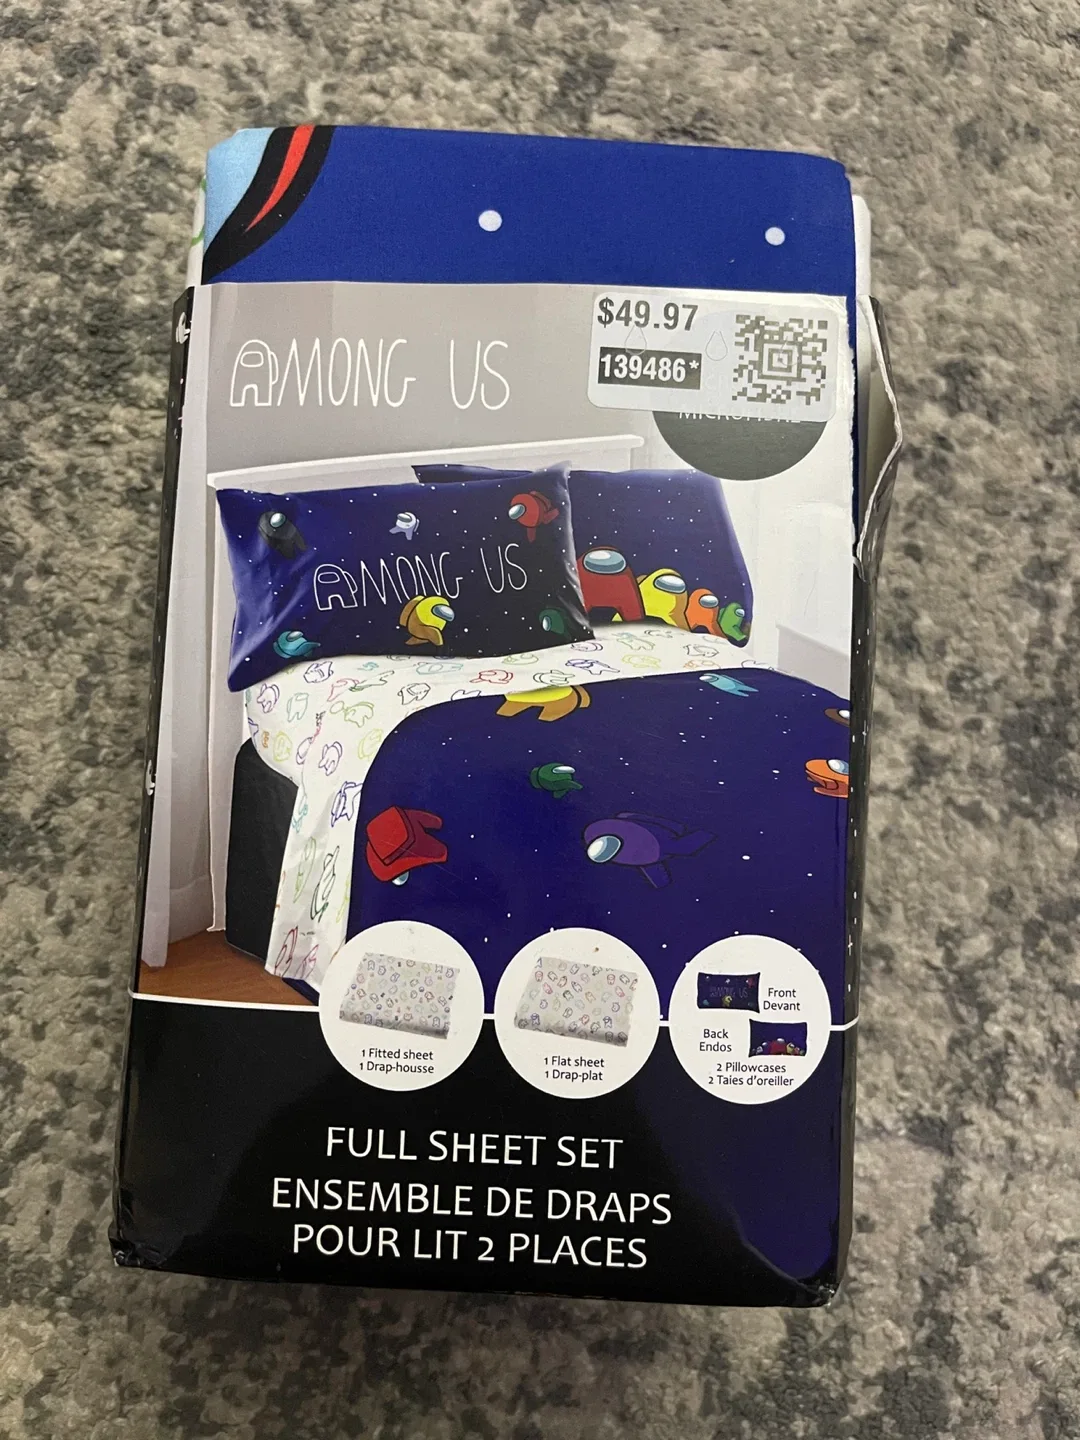 $49.97
139486*
AMONG US
AMONG US
AMONG US
Front
Devant
Back
Endos
1 Fitted sheet
1 Drap-housse
1 Flat sheet
1 Drap-plat
2 Pillowcases
2 Taies d'oreiller
FULL SHEET SET
ENSEMBLE DE DRAPS
POUR LIT 2 PLACES